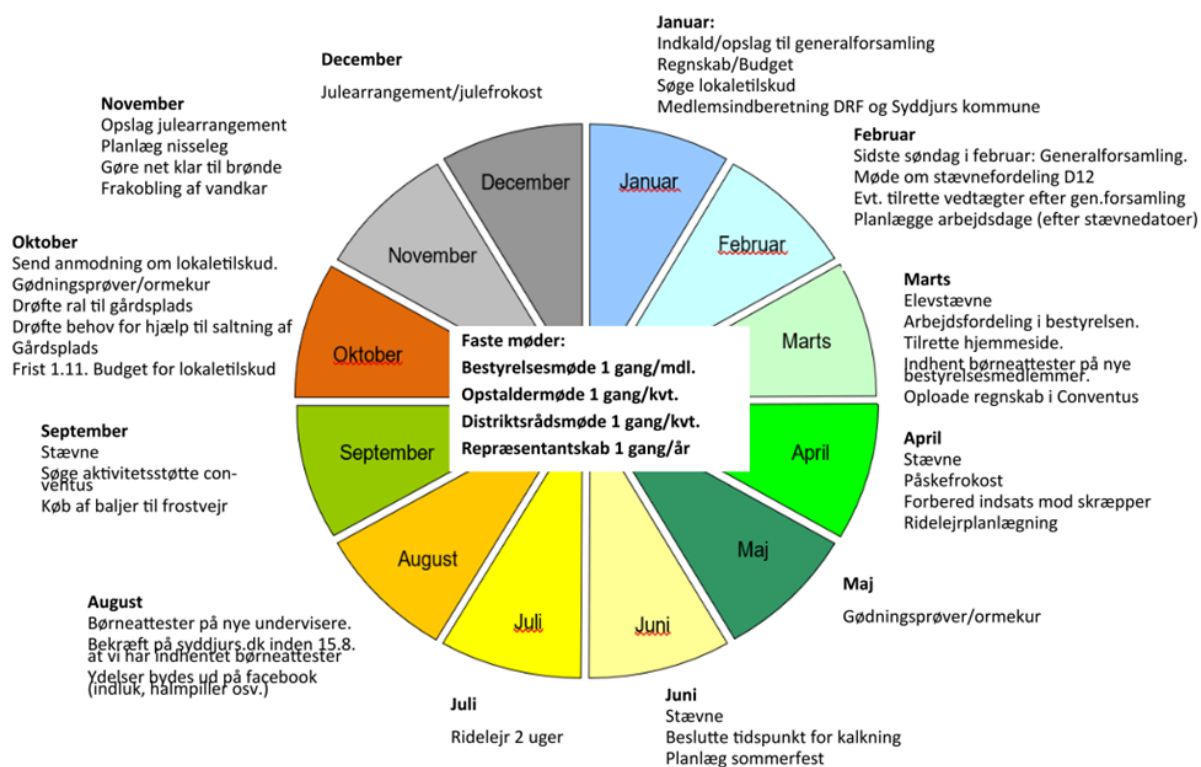 Januar:
Indkald/opslag til generalforsamling
Regnskab/Budget
Søge lokaletilskud
Medlemsindberetning DRF og Syddjurs kommune
Februar
Sidste søndag i februar: Generalforsamling.
Møde om stævnefordeling D12
Evt. tilrette vedtægter efter gen.forsamling
Planlægge arbejdsdage (efter stævnedatoer)
Marts
Elevstævne
Arbejdsfordeling i bestyrelsen.
Tilrette hjemmeside.
Indhent børneattester på nye
bestyrelsesmedlemmer.
Oploade regnskab i Conventus
April
Stævne
Påskefrokost
Forbered indsats mod skræpper
Ridelejrplanlægning
Maj
Gødningsprøver/ormekur
Juni
Stævne
Beslutte tidspunkt for kalkning
Planlæg sommerfest
Juli
Ridelejr 2 uger
August
Børneattester på nye undervisere.
Bekræft på syddjurs.dk inden 15.8.
at vi har indhentet børneattester
Ydelser bydes ud på facebook
(indluk, halmpiller osv.)
September
Stævne
Søge aktivitetsstøtte con-
ventus
Køb af baljer til frostvejr
Oktober
Send anmodning om lokaletilskud.
Gødningsprøver/ormekur
Drøfte ral til gårdsplads
Drøfte behov for hjælp til saltning af
Gårdsplads
Frist 1.11. Budget for lokaletilskud
November
Opslag julearrangement
Planlæg nisseleg
Gøre net klar til brønde
Frakobling af vandkar
December
Julearrangement/julefrokost
Januar
Februar
Marts
April
Maj
Juni
Juli
August
September
Oktober
November
December
Faste møder:
Bestyrelsesmøde 1 gang/mdl.
Opstaldermøde 1 gang/kvt.
Distriktsrådsmøde 1 gang/kvt.
Repræsentantskab 1 gang/år